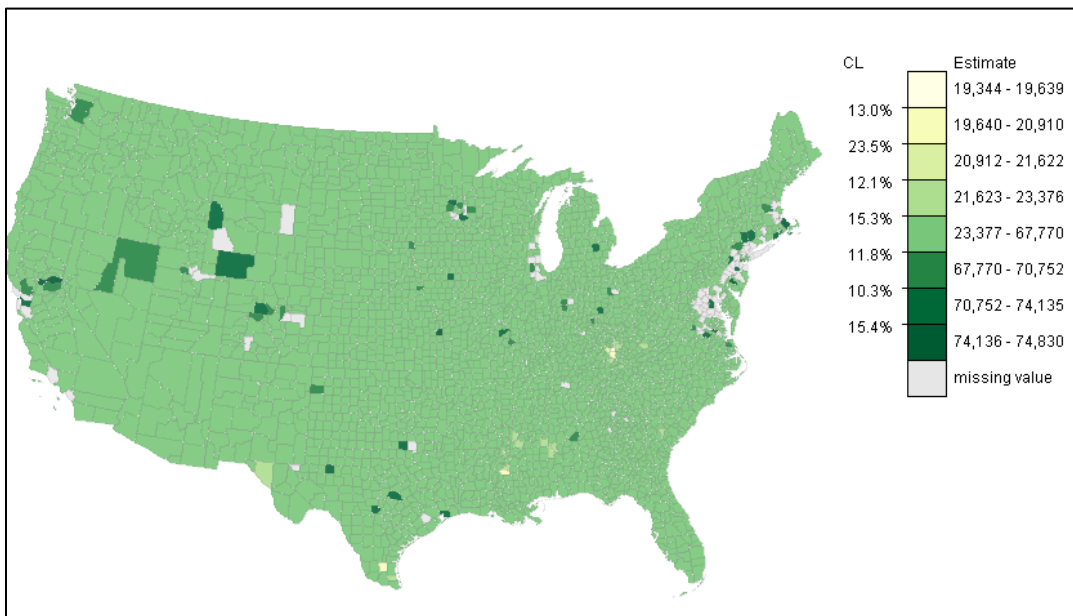 CL Estimate
19,344 - 19,639
13.0%
19,640 - 20,910
23.5%
20,912 - 21,622
12.1%
21,623 - 23,376
15.3%
23,377 - 67,770
11.8%
67,770 - 70,752
10.3%
70,752 - 74,135
15.4%
74,136 - 74,830
missing value